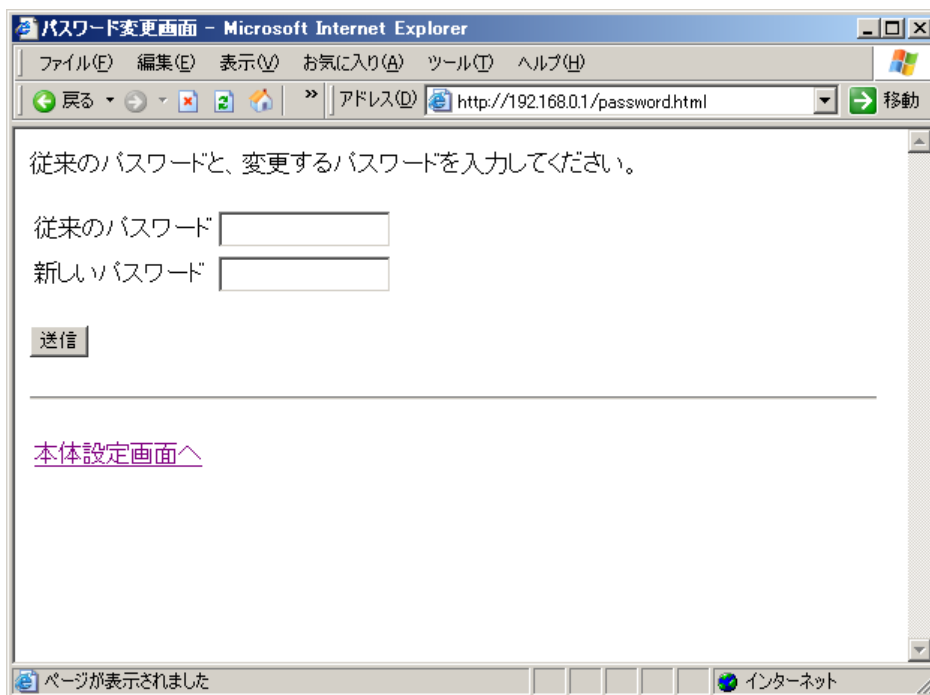 パスワード変更画面 - Microsoft Internet Explorer
ファイル(F) 編集(E) 表示(V) お気に入り(A) ツール(T) ヘルプ(H)
戻る » アドレス(D) http://192.168.0.1/password.html 移動
従来のパスワードと、変更するパスワードを入力してください。
従来のパスワード
新しいパスワード
送信
本体設定画面へ
ページが表示されました インターネット